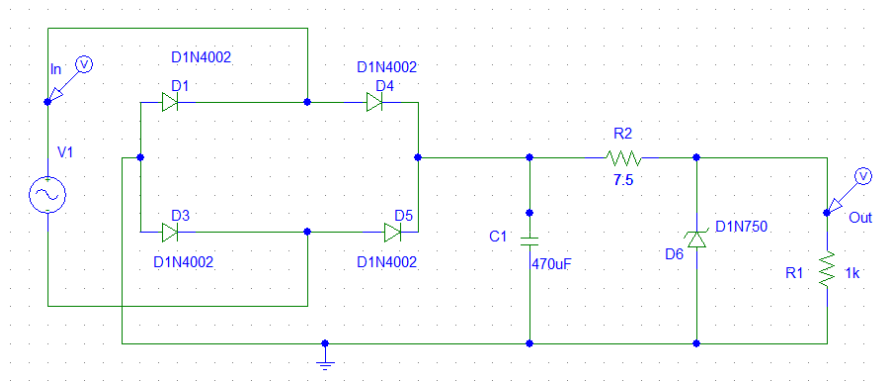 D1N4002
D1N4002
In
V
D1
D4
V1
R2
7.5
V
D3
D5
D1N750
Out
C1
D6
D1N4002
D1N4002
470uF
R1
1k